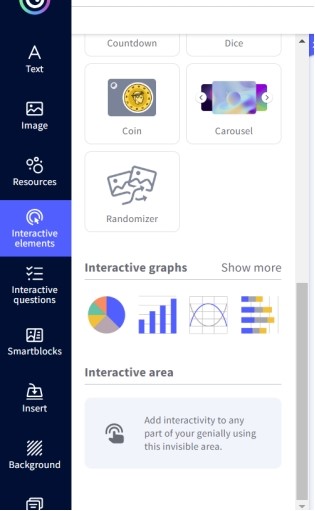 Text
Image
Resources
Interactive
elements
Interactive
questions
Smartblocks
Insert
Background
Countdown
Dice
Coin
Carousel
Randomizer
Interactive graphs
Show more
Interactive area
Add interactivity to any
part of your genially using
this invisible area.